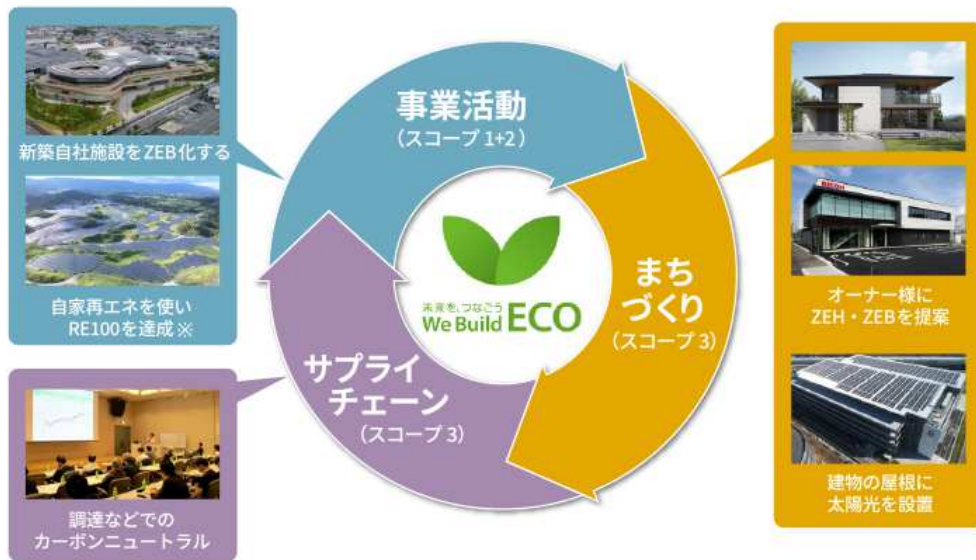 事業活動
(スコープ 1+2)
新築自社施設をZEB化する
自家再エネを使い
RE100を達成※
まち
づくり
(スコープ 3)
RICOH
オーナー様に
ZEH・ZEBを提案
建物の屋根に
太陽光を設置
サプライ
チェーン
(スコープ 3)
調達などでの
カーボンニュートラル
未来を、つなごう
We Build ECO